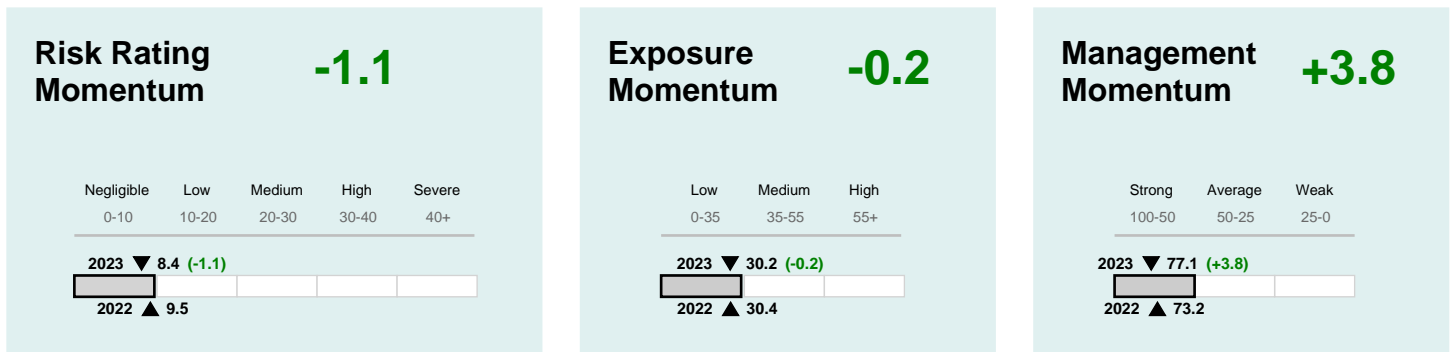 Risk Rating
Momentum
-1.1
Negligible Low Medium High Severe
0-10 10-20 20-30 30-40 40+
2023 ▼ 8.4 (-1.1)
2022 ▲ 9.5
Exposure
Momentum
-0.2
Low Medium High
0-35 35-55 55+
2023 ▼ 30.2 (-0.2)
2022 ▲ 30.4
Management
Momentum
+3.8
Strong Average Weak
100-50 50-25 25-0
2023 ▼ 77.1 (+3.8)
2022 ▲ 73.2